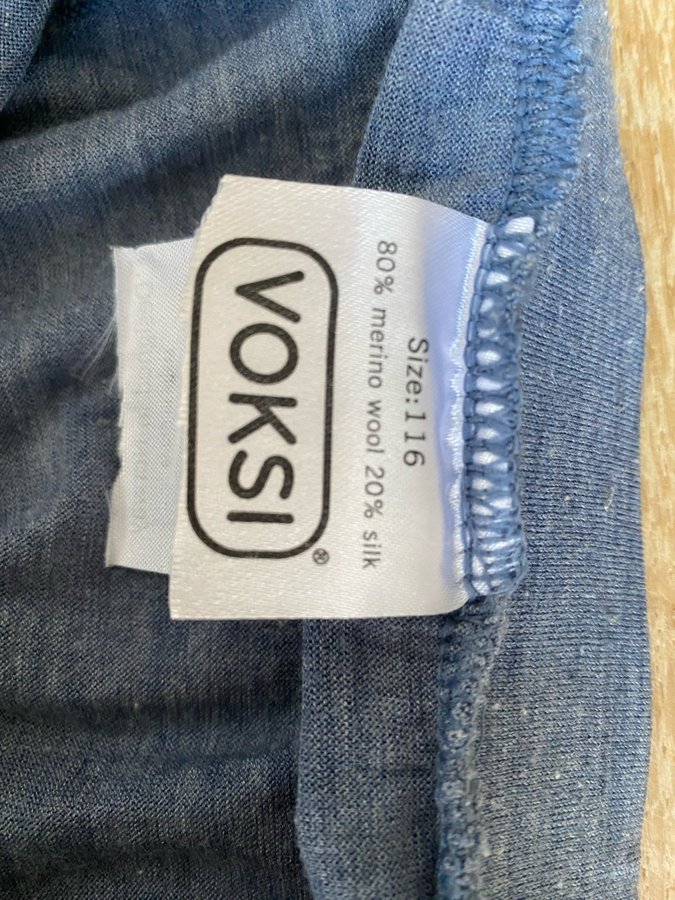 Size:116
80% merino wool 20% silk
VOKSI®